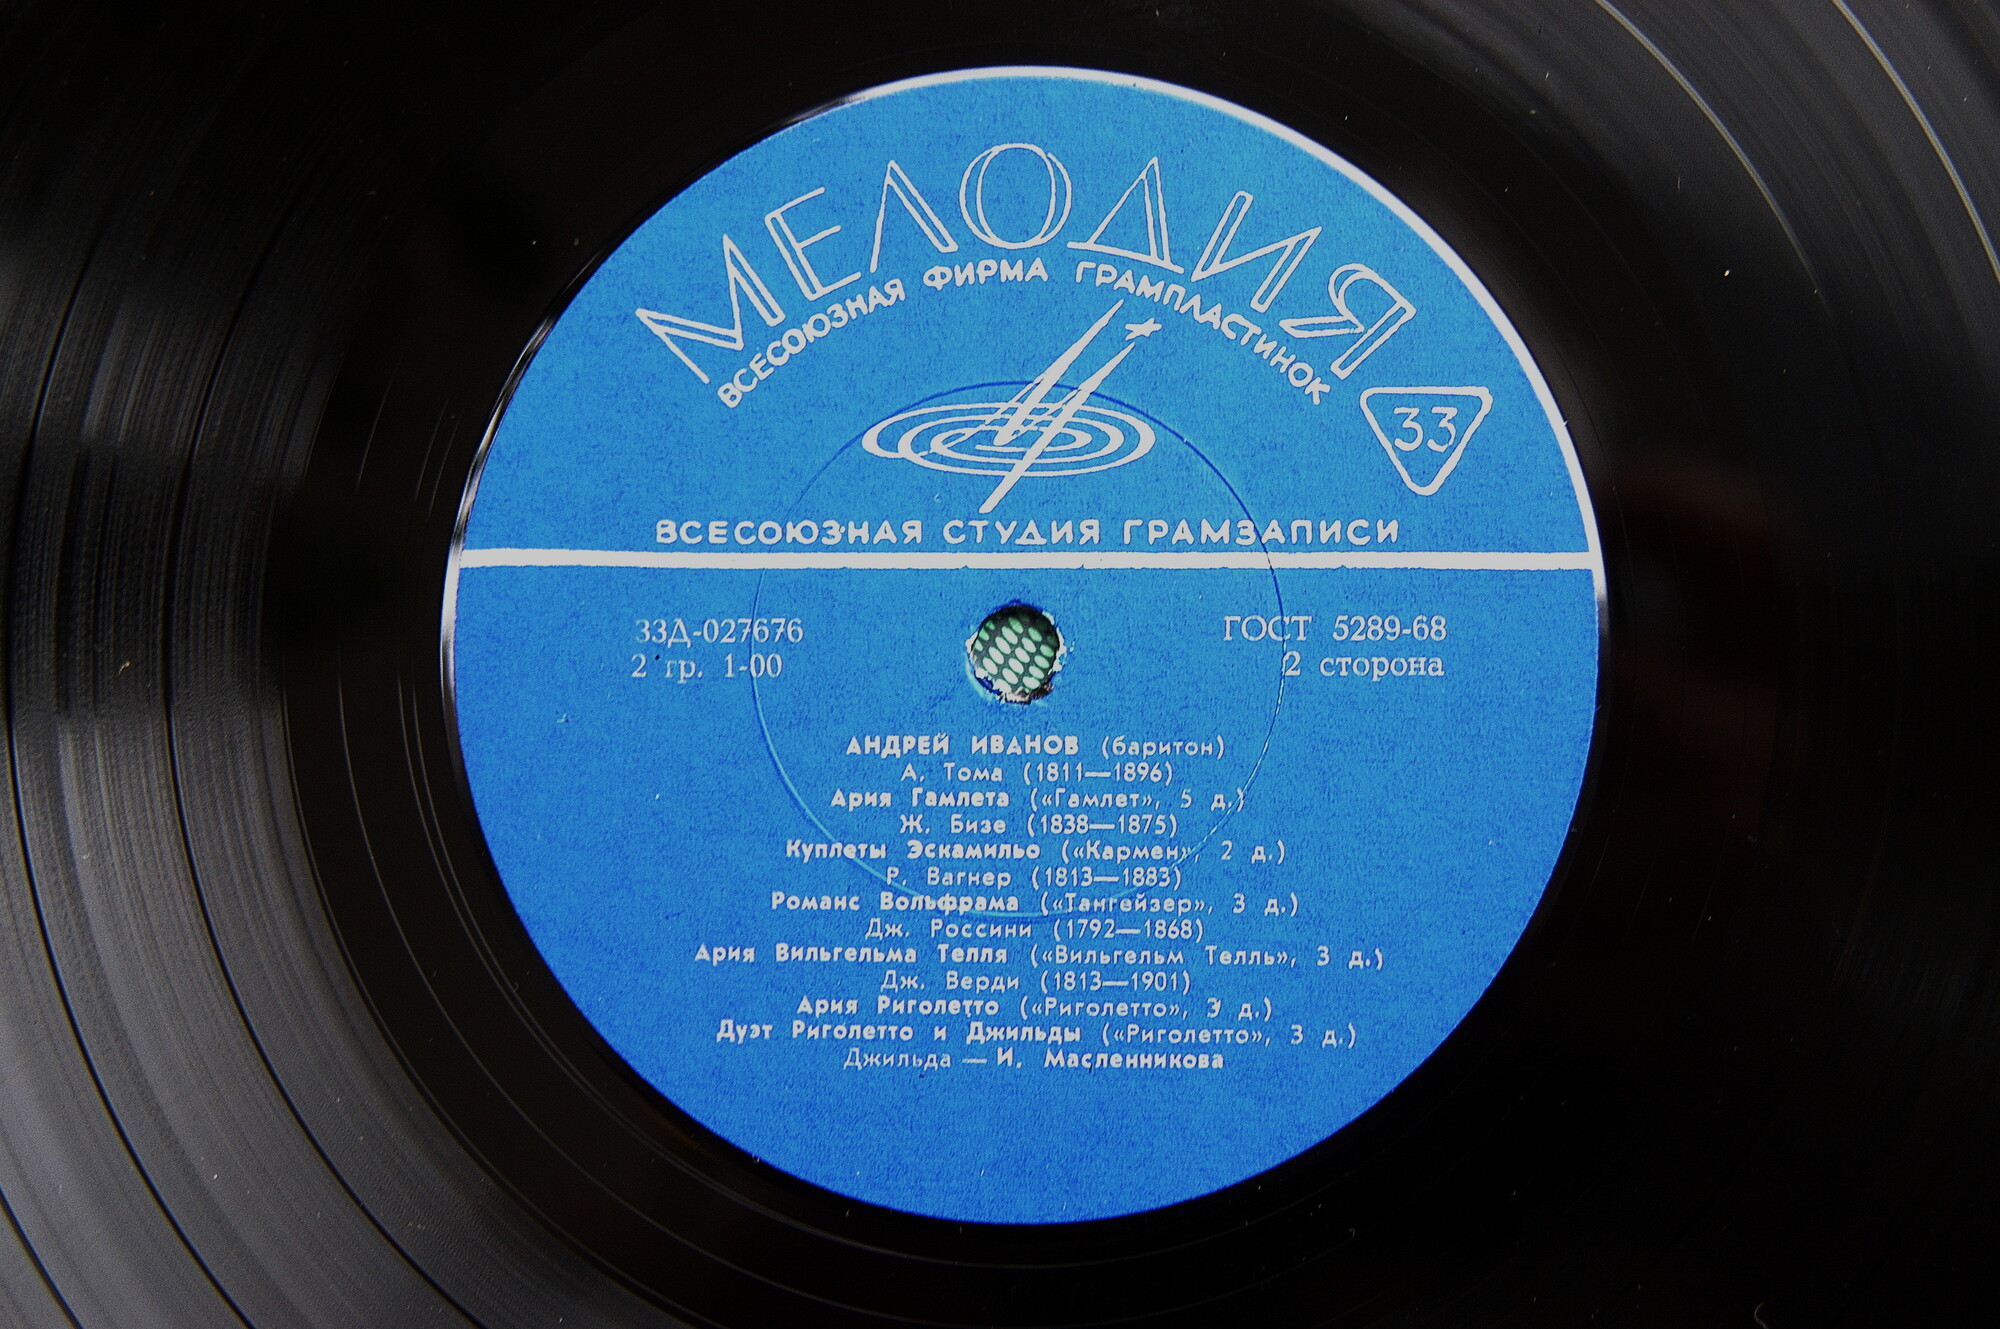 МЕЛОДИЯ
ВСЕСОЮЗНАЯ ФИРМА ГРАМПЛАСТИНОК
33
ВСЕСОЮЗНАЯ СТУДИЯ ГРАМЗАПИСИ
33Д-027676 ГОСТ 5289-68
2 гр. 1-00 2 сторона
АНДРЕЙ ИВАНОВ (баритон)
А. Тома (1811—1896)
Ария Гамлета («Гамлет», 5 д.)
Ж. Бизе (1838—1875)
Куплеты Эскамильо («Кармен», 2 д.)
Р. Вагнер (1813—1883)
Романс Вольфрама («Тангейзер», 3 д.)
Дж. Россини (1792—1868)
Ария Вильгельма Телля («Вильгельм Телль», 3 д.)
Дж. Верди (1813—1901)
Ария Риголетто («Риголетто», 3 д.)
Дуэт Риголетто и Джильды («Риголетто», 3 д.)
Джильда — И. Масленникова